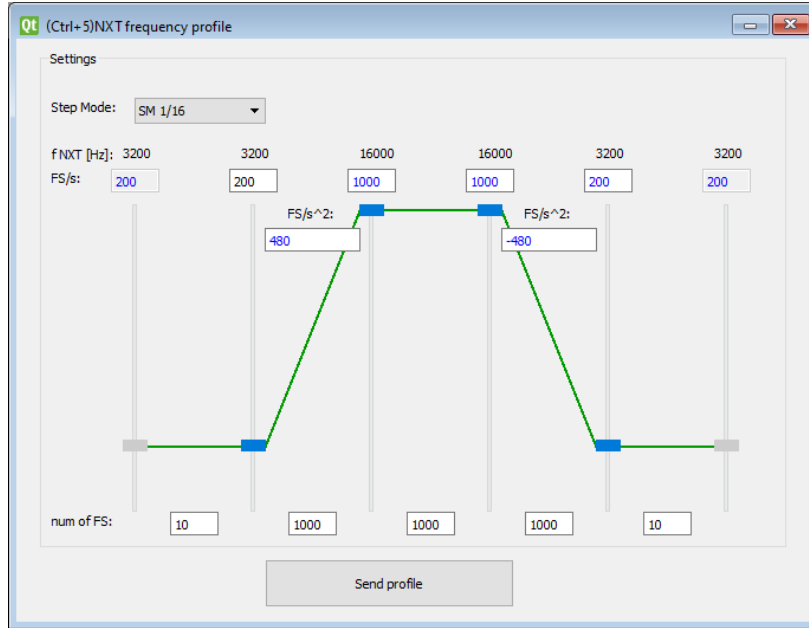 Qt (Ctrl+5)NXT frequency profile
Settings
Step Mode: SM 1/16
f NXT [Hz]: 3200 3200 16000 16000 3200 3200
FS/s: 200 200 1000 1000 200 200
FS/s^2: FS/s^2:
480 -480
num of FS: 10 1000 1000 1000 10
Send profile